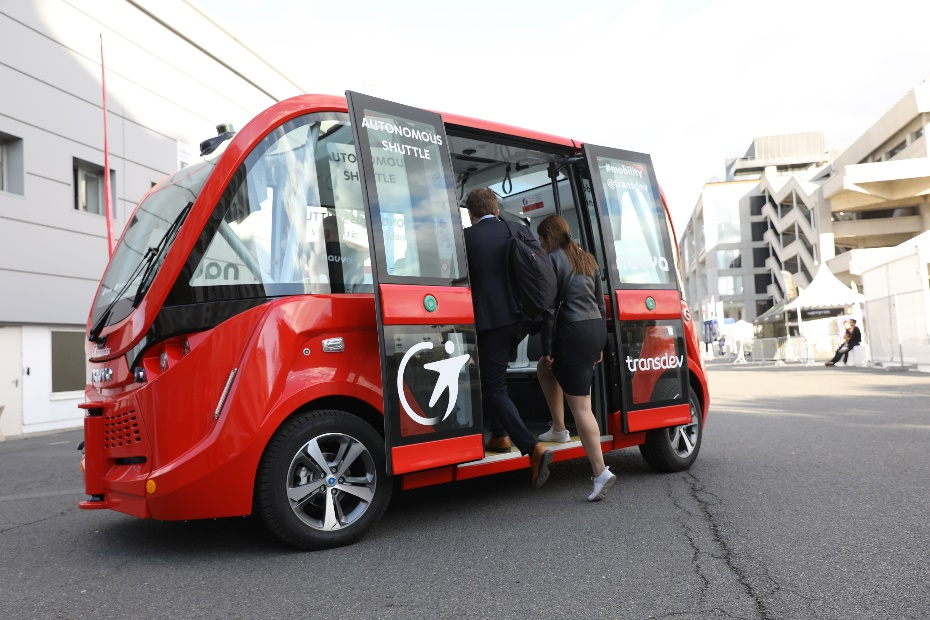 AUTONOMOUS
SHUTTLE
AUTONOMOUS
SHUTTLE
#mobility
@transdev
transdev